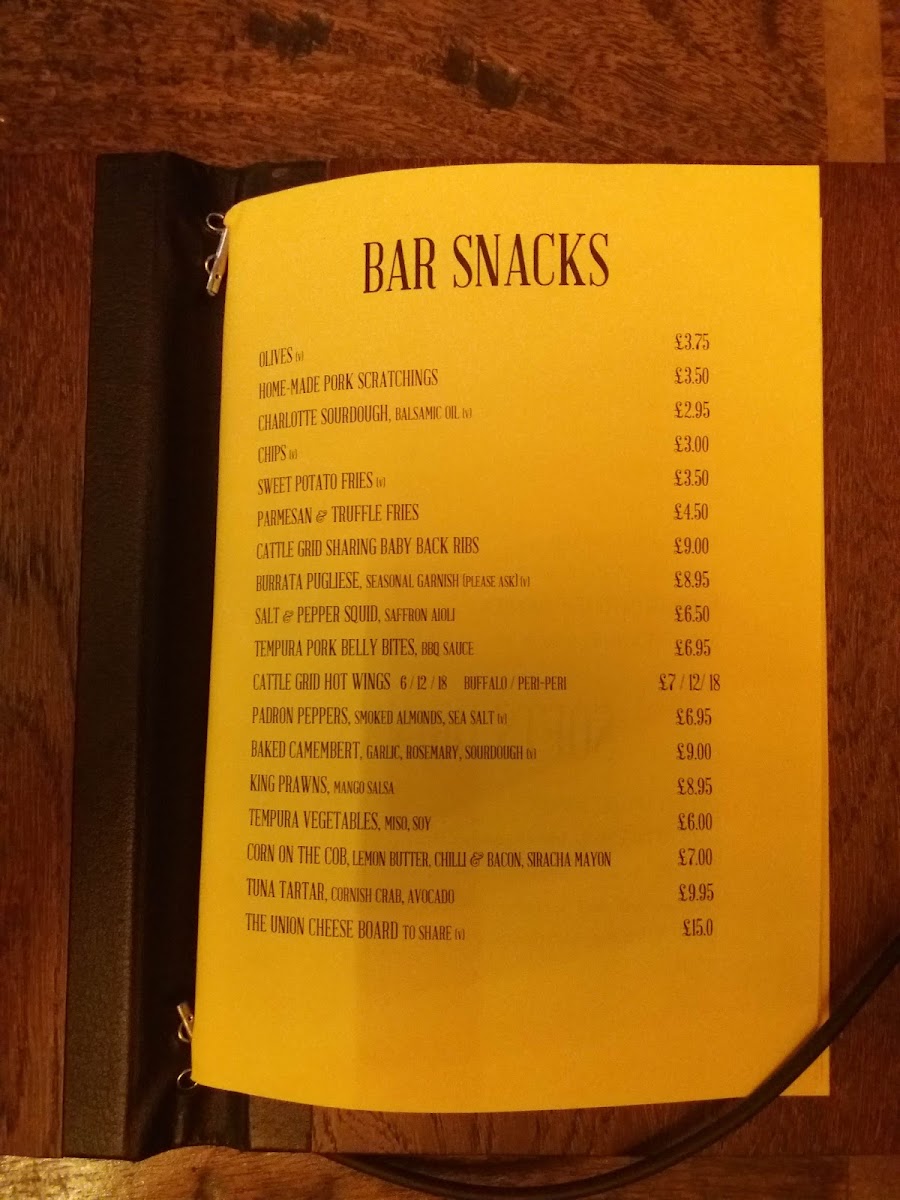 BAR SNACKS
OLIVES (v) £3.75
HOME-MADE PORK SCRATCHINGS £3.50
CHARLOTTE SOURDOUGH, BALSAMIC OIL (v) £2.95
CHIPS (v) £3.00
SWEET POTATO FRIES (v) £3.50
PARMESAN & TRUFFLE FRIES £4.50
CATTLE GRID SHARING BABY BACK RIBS £9.00
BURRATA PUGLIESE, SEASONAL GARNISH (PLEASE ASK) (v) £8.95
SALT & PEPPER SQUID, SAFFRON AIOLI £6.50
TEMPURA PORK BELLY BITES, BBQ SAUCE £6.95
CATTLE GRID HOT WINGS 6 / 12 / 18 BUFFALO / PERI-PERI £7 / 12/ 18
PADRON PEPPERS, SMOKED ALMONDS, SEA SALT (v) £6.95
BAKED CAMEMBERT, GARLIC, ROSEMARY, SOURDOUGH (v) £9.00
KING PRAWNS, MANGO SALSA £8.95
TEMPURA VEGETABLES, MISO, SOY £6.00
CORN ON THE COB, LEMON BUTTER, CHILLI & BACON, SIRACHA MAYON £7.00
TUNA TARTAR, CORNISH CRAB, AVOCADO £9.95
THE UNION CHEESE BOARD TO SHARE (v) £15.0